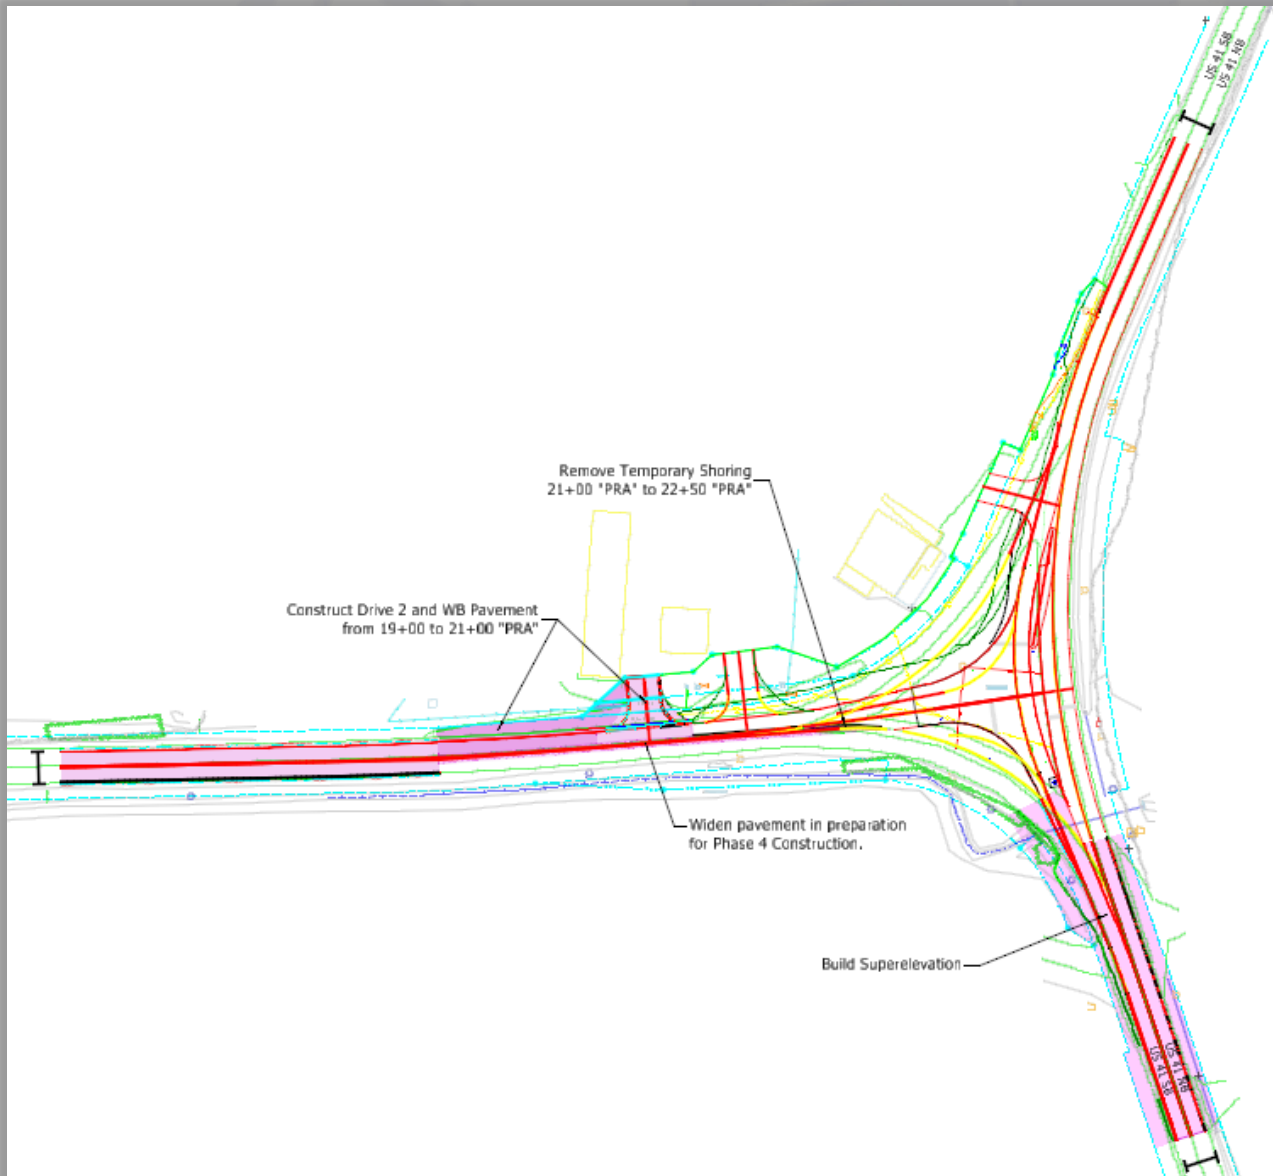 US 41 SB
US 41 NB
Remove Temporary Shoring
21+00 "PRA" to 22+50 "PRA"
Construct Drive 2 and WB Pavement
from 19+00 to 21+00 "PRA"
Widen pavement in preparation
for Phase 4 Construction.
Build Superelevation
US 41 SB
US 41 NB